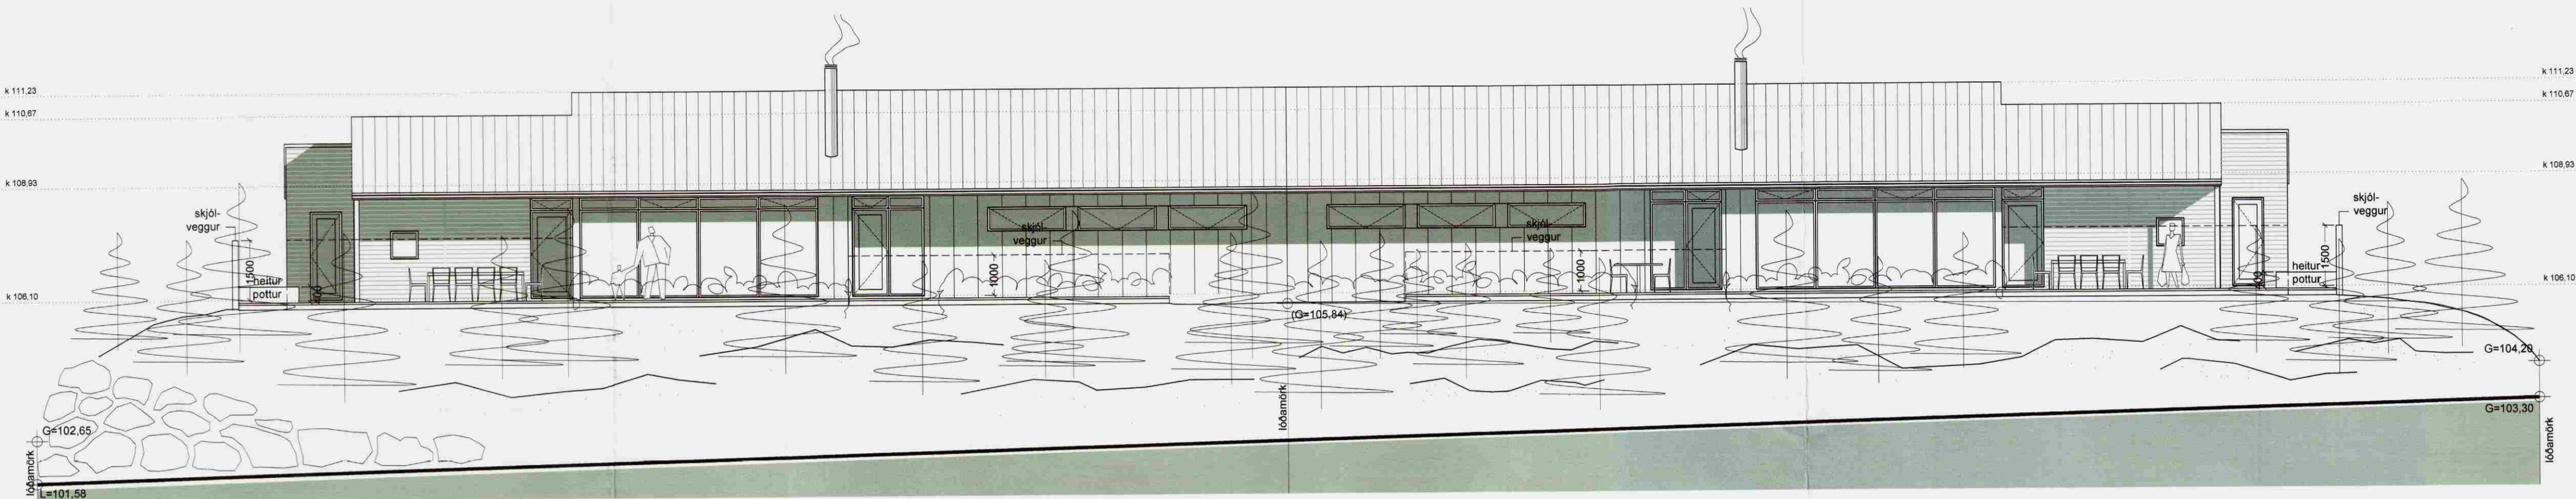 k 111,23
k 110,67
k 108,93
k 106,10
skjól-
veggur
1500
heitur
pottur
400
skjól-
veggur
1000
(G=105,84)
skjól-
veggur
1000
skjól-
veggur
1500
heitur
pottur
400
k 111,23
k 110,67
k 108,93
k 106,10
G=104,20
G=103,30
G=102,65
L=101,58
lóðamörk
lóðamörk
lóðamörk